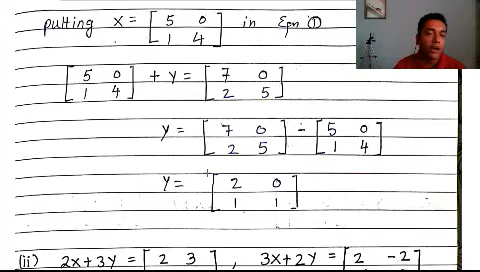 putting X = [ 5 0 ] in Eqn ①
[ 1 4 ]
[ 5 0 ] + Y = [ 7 0 ]
[ 1 4 ] [ 2 5 ]
Y = [ 7 0 ] - [ 5 0 ]
[ 2 5 ] [ 1 4 ]
Y = [ 2 0 ]
[ 1 1 ]
(ii) 2X+3Y = [ 2 3 ] , 3X+2Y = [ 2 -2 ]